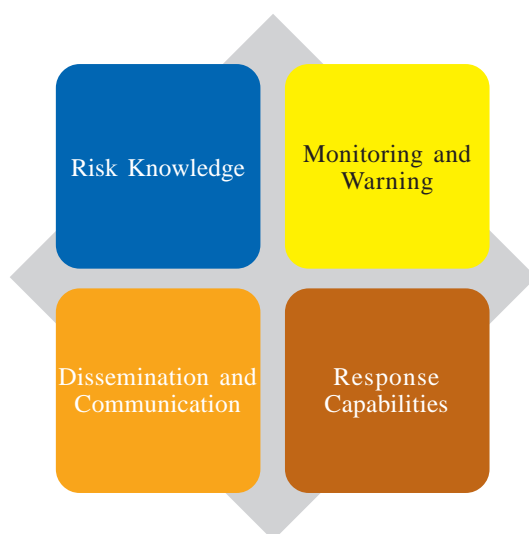 Risk Knowledge
Monitoring and
Warning
Dissemination and
Communication
Response
Capabilities